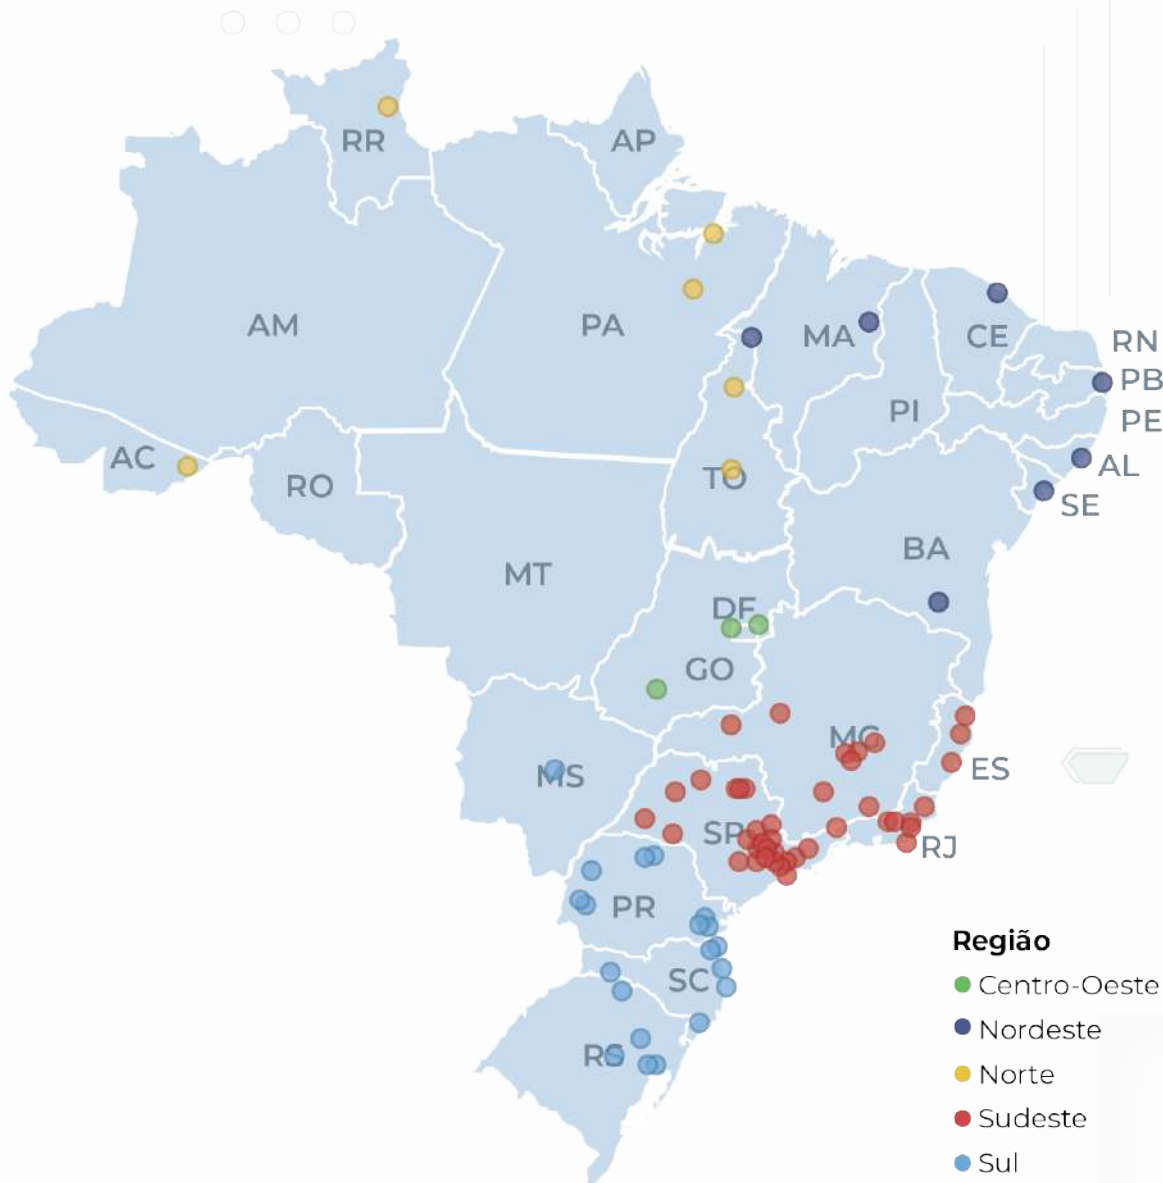 RR
AP
AM
PA
MA
CE
RN
PB
PI
PE
AC
AL
RO
TO
SE
BA
MT
DF
GO
MG
MS
ES
SP
RJ
PR
SC
RS
Região
Centro-Oeste
Nordeste
Norte
Sudeste
Sul